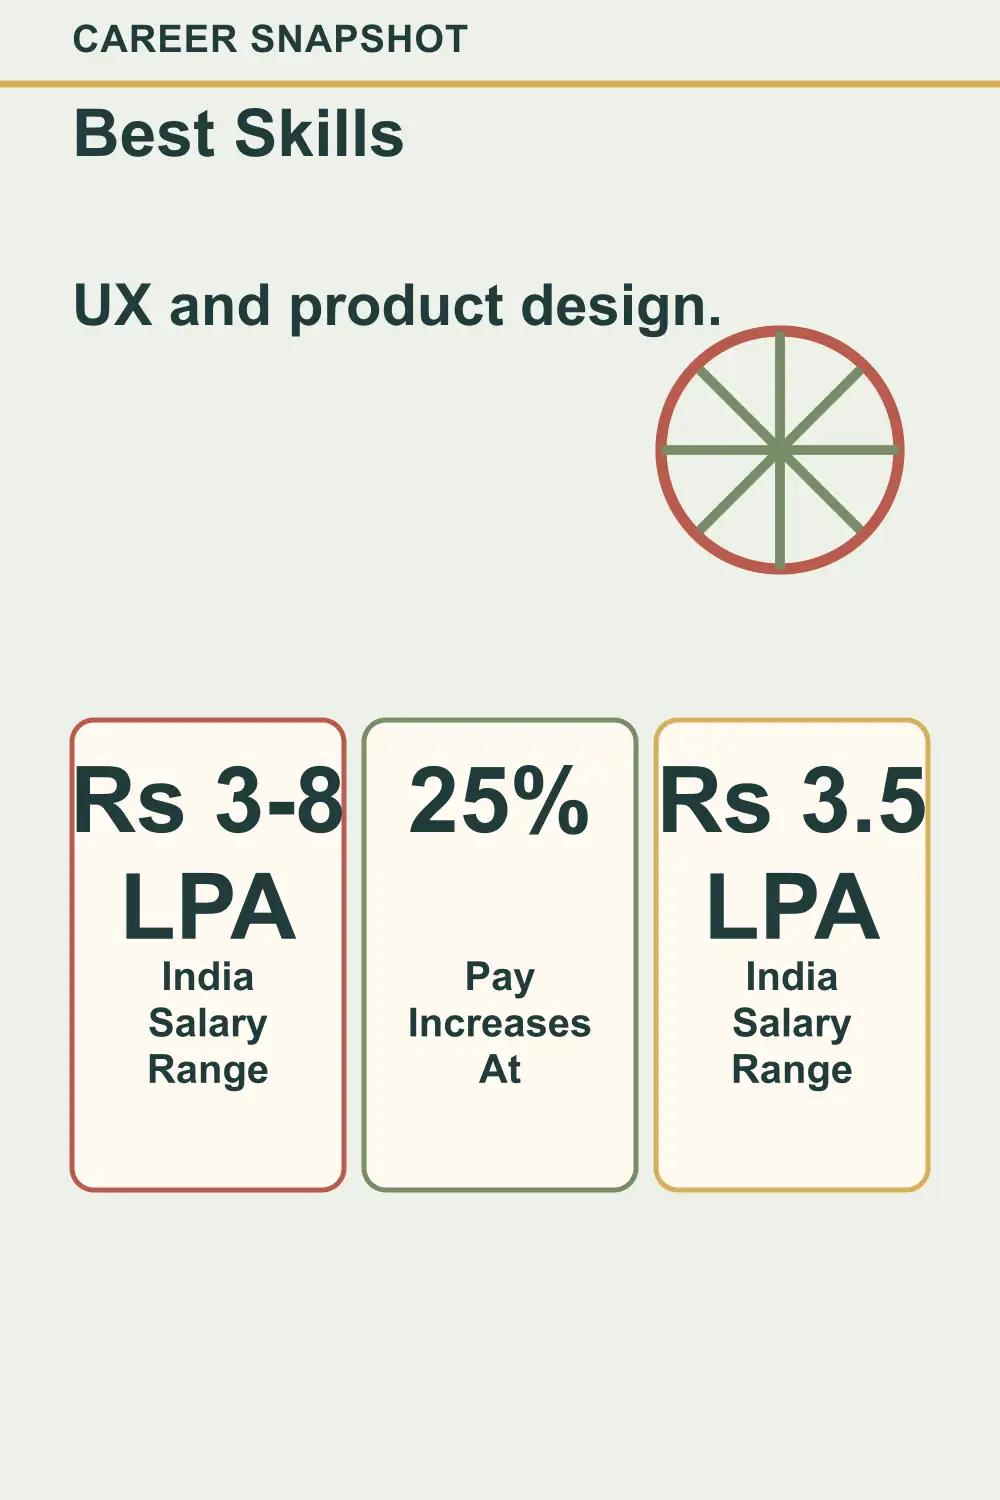 CAREER SNAPSHOT
Best Skills
UX and product design.
Rs 3-8
LPA
India
Salary
Range
25%
Pay
Increases
At
Rs 3.5
LPA
India
Salary
Range